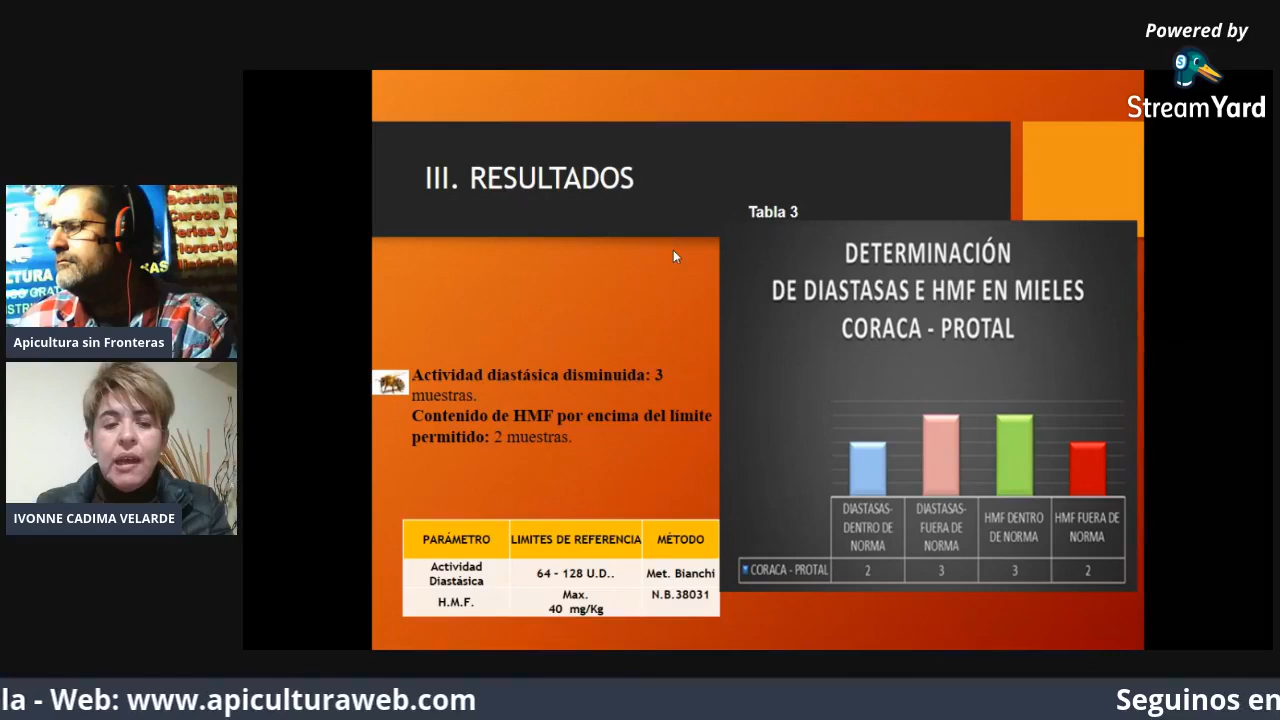 Powered by
StreamYard
III. RESULTADOS
Tabla 3
DETERMINACIÓN
DE DIASTASAS E HMF EN MIELES
CORACA - PROTAL
Actividad diastásica disminuida: 3
muestras.
Contenido de HMF por encima del límite
permitido: 2 muestras.
PARÁMETRO LIMITES DE REFERENCIA MÉTODO
Actividad
Diastásica 64 - 128 U.D.. Met. Bianchi
H.M.F. Max.
40 mg/Kg N.B.38031
DIASTASAS-
DENTRO DE
NORMA
DIASTASAS-
FUERA DE
NORMA
HMF DENTRO
DE NORMA
HMF FUERA DE
NORMA
CORACA - PROTAL 2 3 3 2
Boletín
Cursos
Floracion
Historia
Apicultura sin Fronteras
IVONNE CADIMA VELARDE
la - Web: www.apiculturaweb.com
Seguinos en